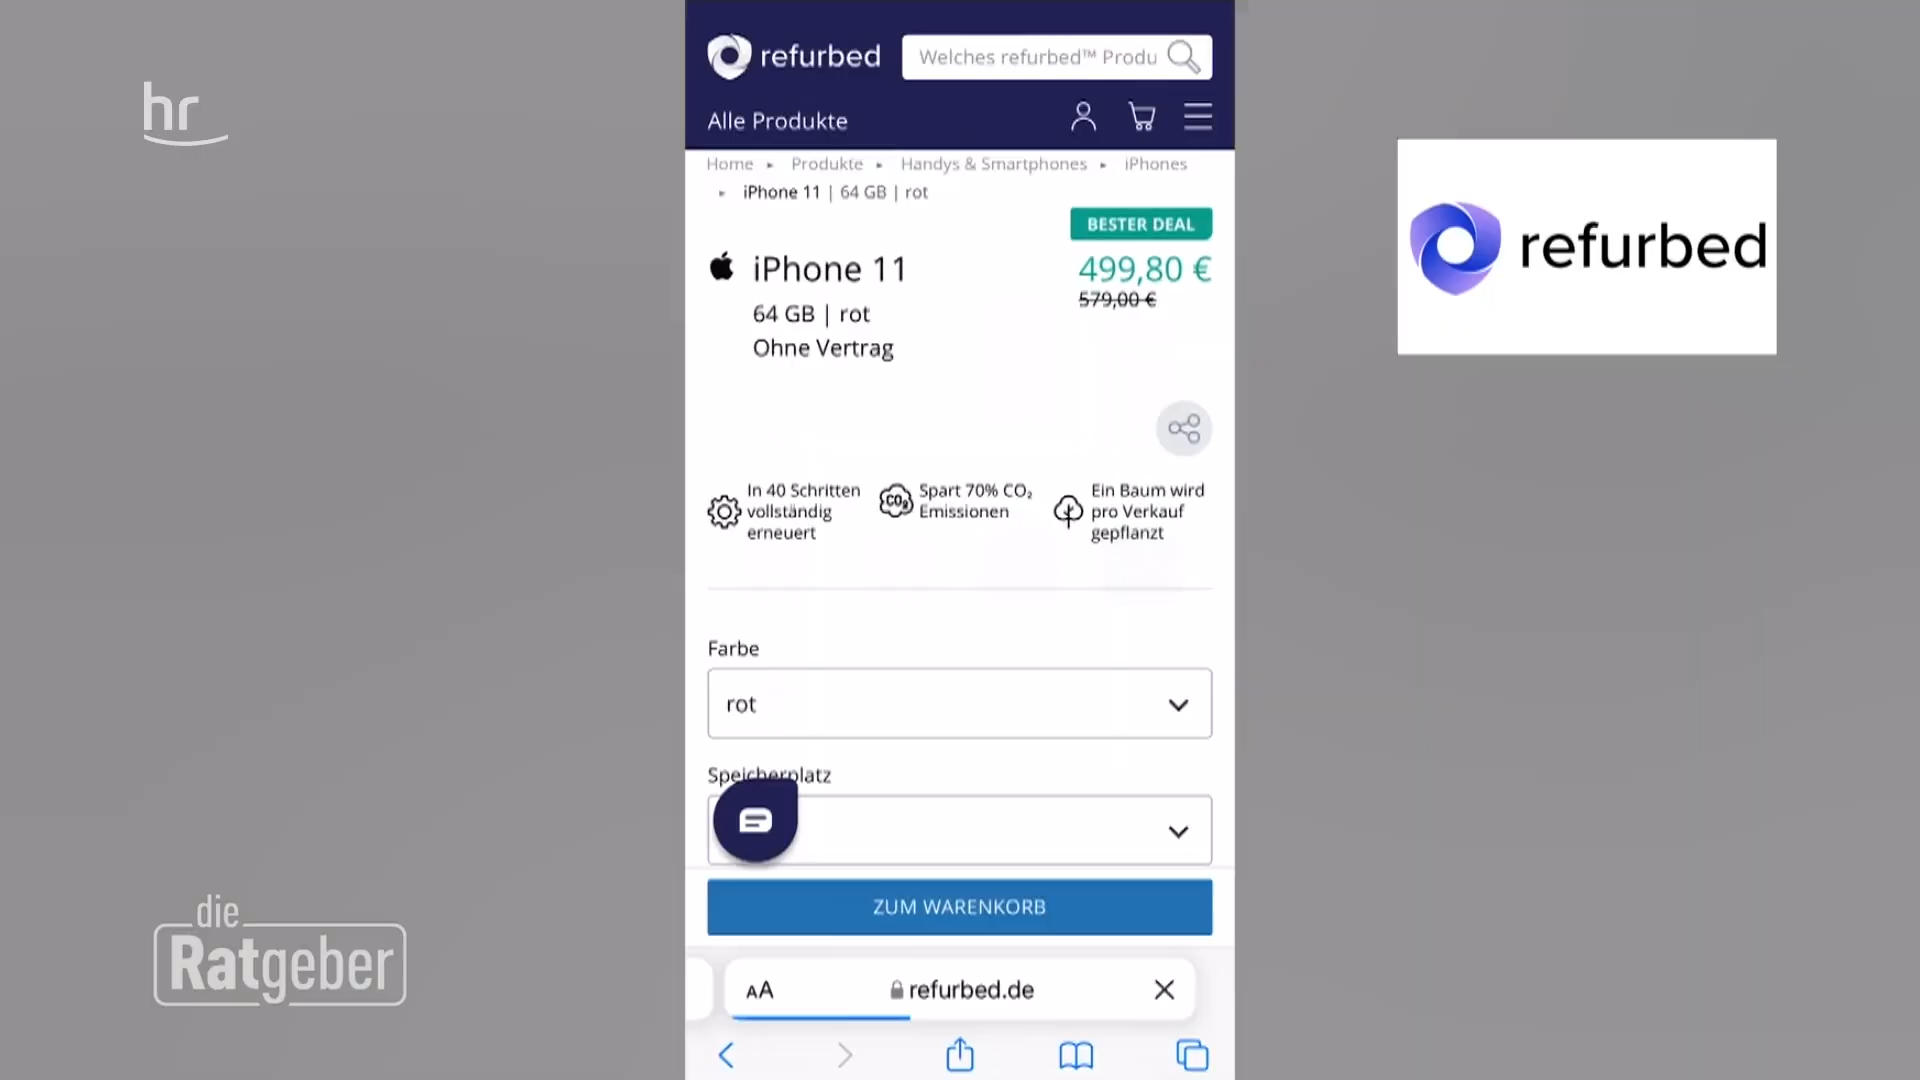 hr
refurbed
Welches refurbed™ Produ
Alle Produkte
Home ▸ Produkte ▸ Handys & Smartphones ▸ iPhones
▸ iPhone 11 | 64 GB | rot
BESTER DEAL
iPhone 11
499,80 €
579,00 €
64 GB | rot
Ohne Vertrag
In 40 Schritten
vollständig
erneuert
Spart 70% CO₂
Emissionen
CO₂
Ein Baum wird
pro Verkauf
gepflanzt
Farbe
rot
Speicherplatz
ZUM WARENKORB
AA
refurbed.de
refurbed
die
Ratgeber